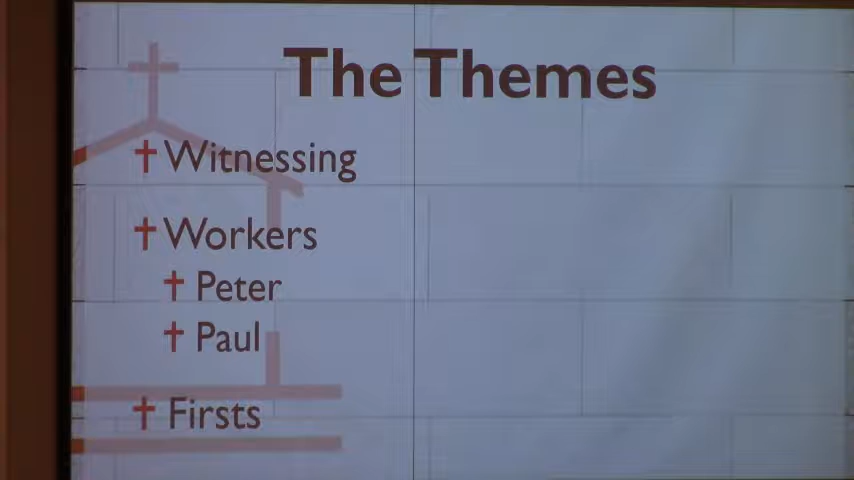 The Themes
Witnessing
Workers
Peter
Paul
Firsts